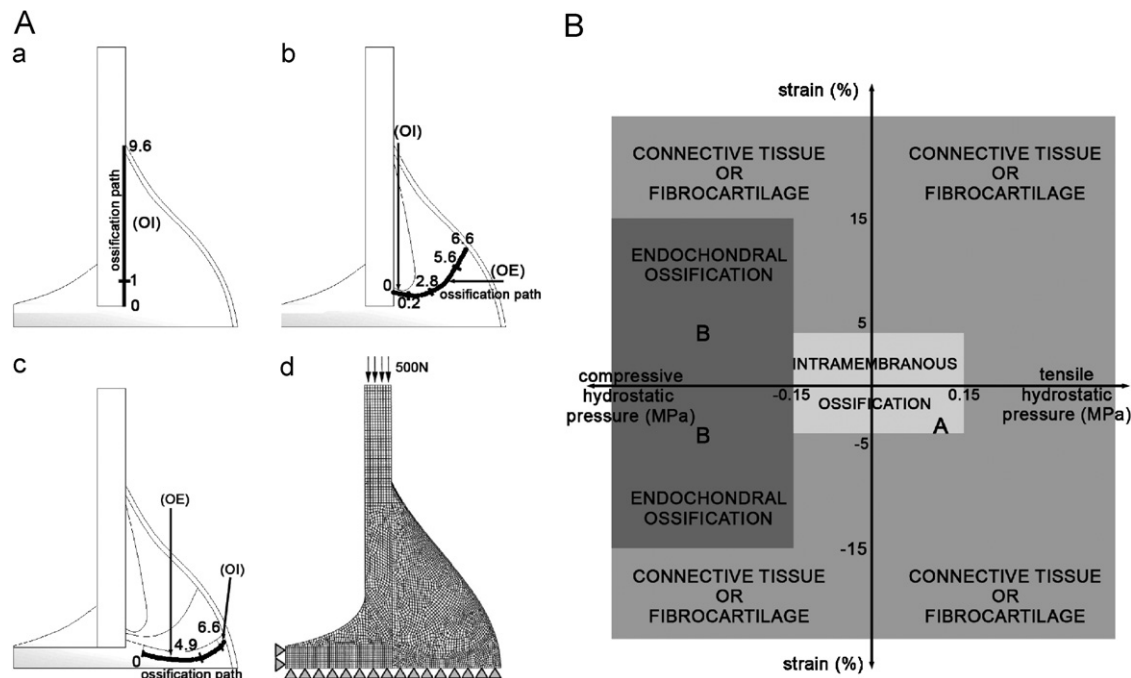 A
a
9.6
ossification path
(OI)
1
0
b
(OI)
6.6
5.6
(OE)
2.8
0
ossification path
0.2
c
(OE)
(OI)
6.6
4.9
0
ossification path
d
500N
B
strain (%)
CONNECTIVE TISSUE
OR
FIBROCARTILAGE
CONNECTIVE TISSUE
OR
FIBROCARTILAGE
15
ENDOCHONDRAL
OSSIFICATION
5
B
INTRAMEMBRANOUS
compressive
hydrostatic
pressure (MPa)
-0.15
OSSIFICATION
0.15
tensile
hydrostatic
pressure (MPa)
A
B
-5
ENDOCHONDRAL
OSSIFICATION
-15
CONNECTIVE TISSUE
OR
FIBROCARTILAGE
CONNECTIVE TISSUE
OR
FIBROCARTILAGE
strain (%)